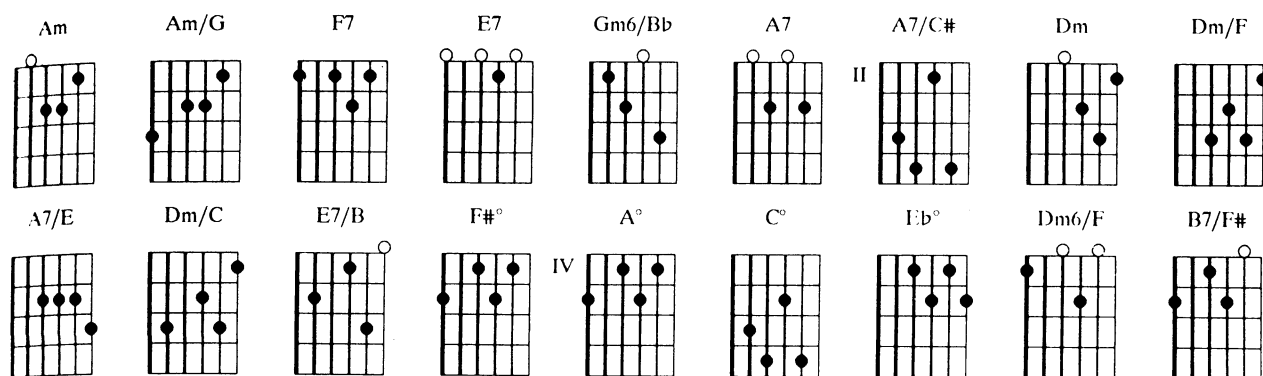 Am Am/G F7 E7 Gm6/Bb A7 A7/C# Dm Dm/F
II
A7/E Dm/C E7/B F#° A° C° Eb° Dm6/F B7/F#
IV